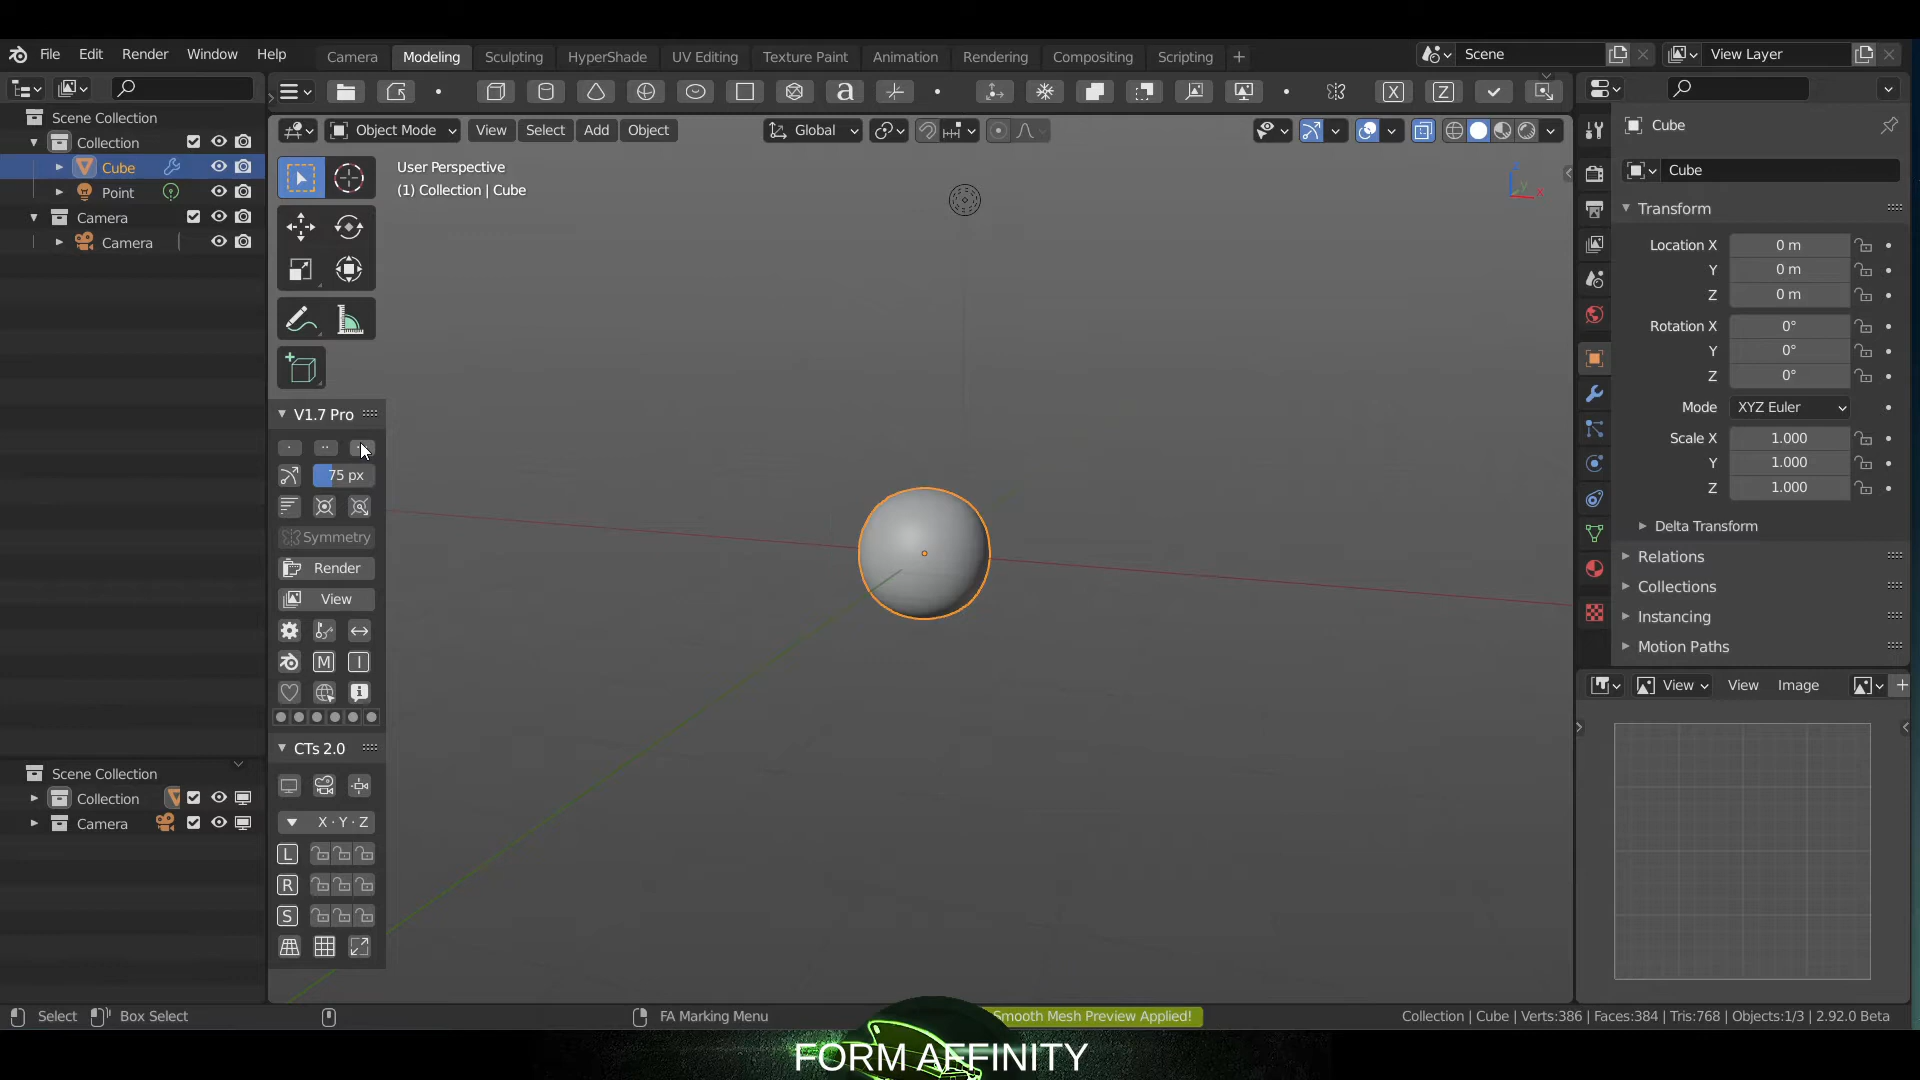 File Edit Render Window Help
Camera Modeling Sculpting HyperShade UV Editing Texture Paint Animation Rendering Compositing Scripting +
Scene
View Layer
Scene Collection
Collection
Cube
Point
Camera
Camera
a
X Z
Object Mode View Select Add Object
Global
User Perspective
(1) Collection | Cube
Z
Y
X
V1.7 Pro
75 px
Symmetry
Render
View
M I
CTs 2.0
X · Y · Z
L
R
S
Scene Collection
Collection
Camera
Cube
Cube
Transform
Location X 0 m
Y 0 m
Z 0 m
Rotation X 0°
Y 0°
Z 0°
Mode XYZ Euler
Scale X 1.000
Y 1.000
Z 1.000
Delta Transform
Relations
Collections
Instancing
Motion Paths
View View Image
Select Box Select FA Marking Menu
Smooth Mesh Preview Applied!
Collection | Cube | Verts:386 | Faces:384 | Tris:768 | Objects:1/3 | 2.92.0 Beta
FORM AFFINITY